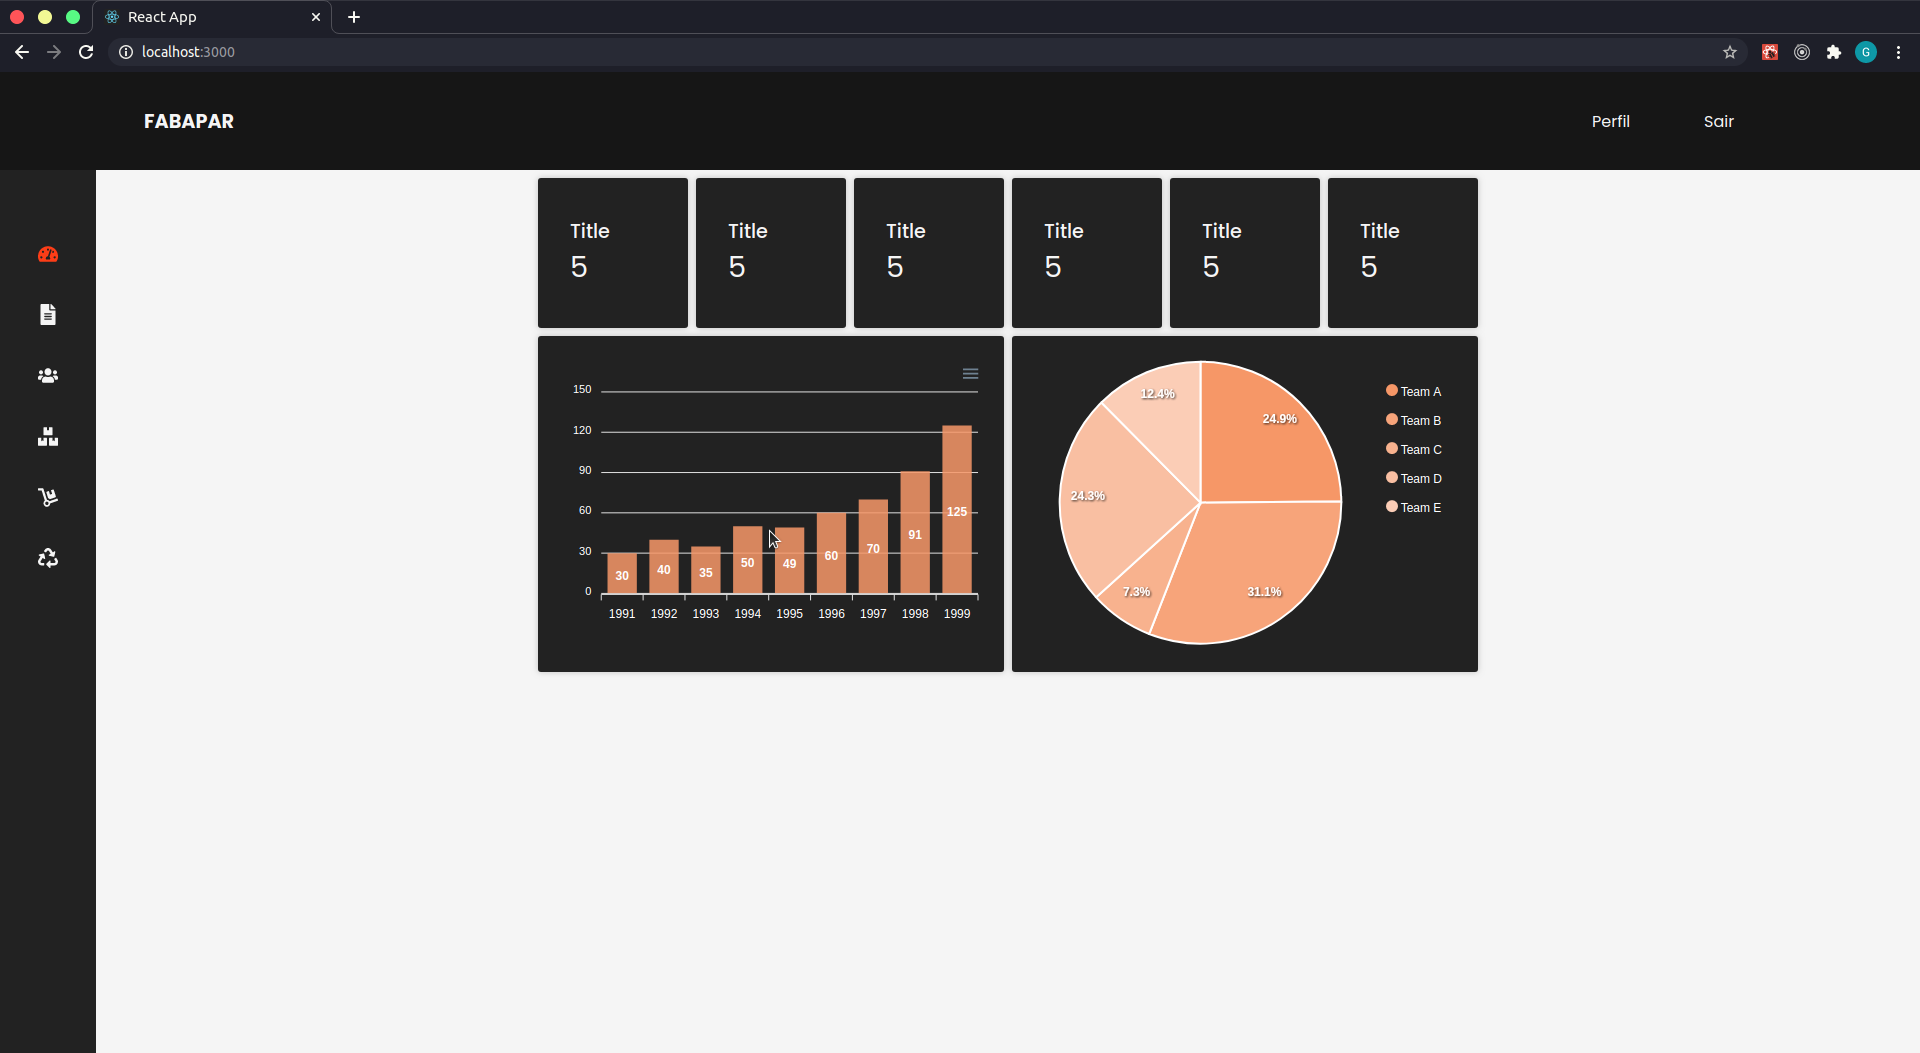 React App
localhost:3000
G
FABAPAR
Perfil
Sair
Title
5
Title
5
Title
5
Title
5
Title
5
Title
5
150
120
90
60
30
0
30
40
35
50
49
60
70
91
125
1991 1992 1993 1994 1995 1996 1997 1998 1999
12.4%
24.9%
24.3%
7.3%
31.1%
Team A
Team B
Team C
Team D
Team E